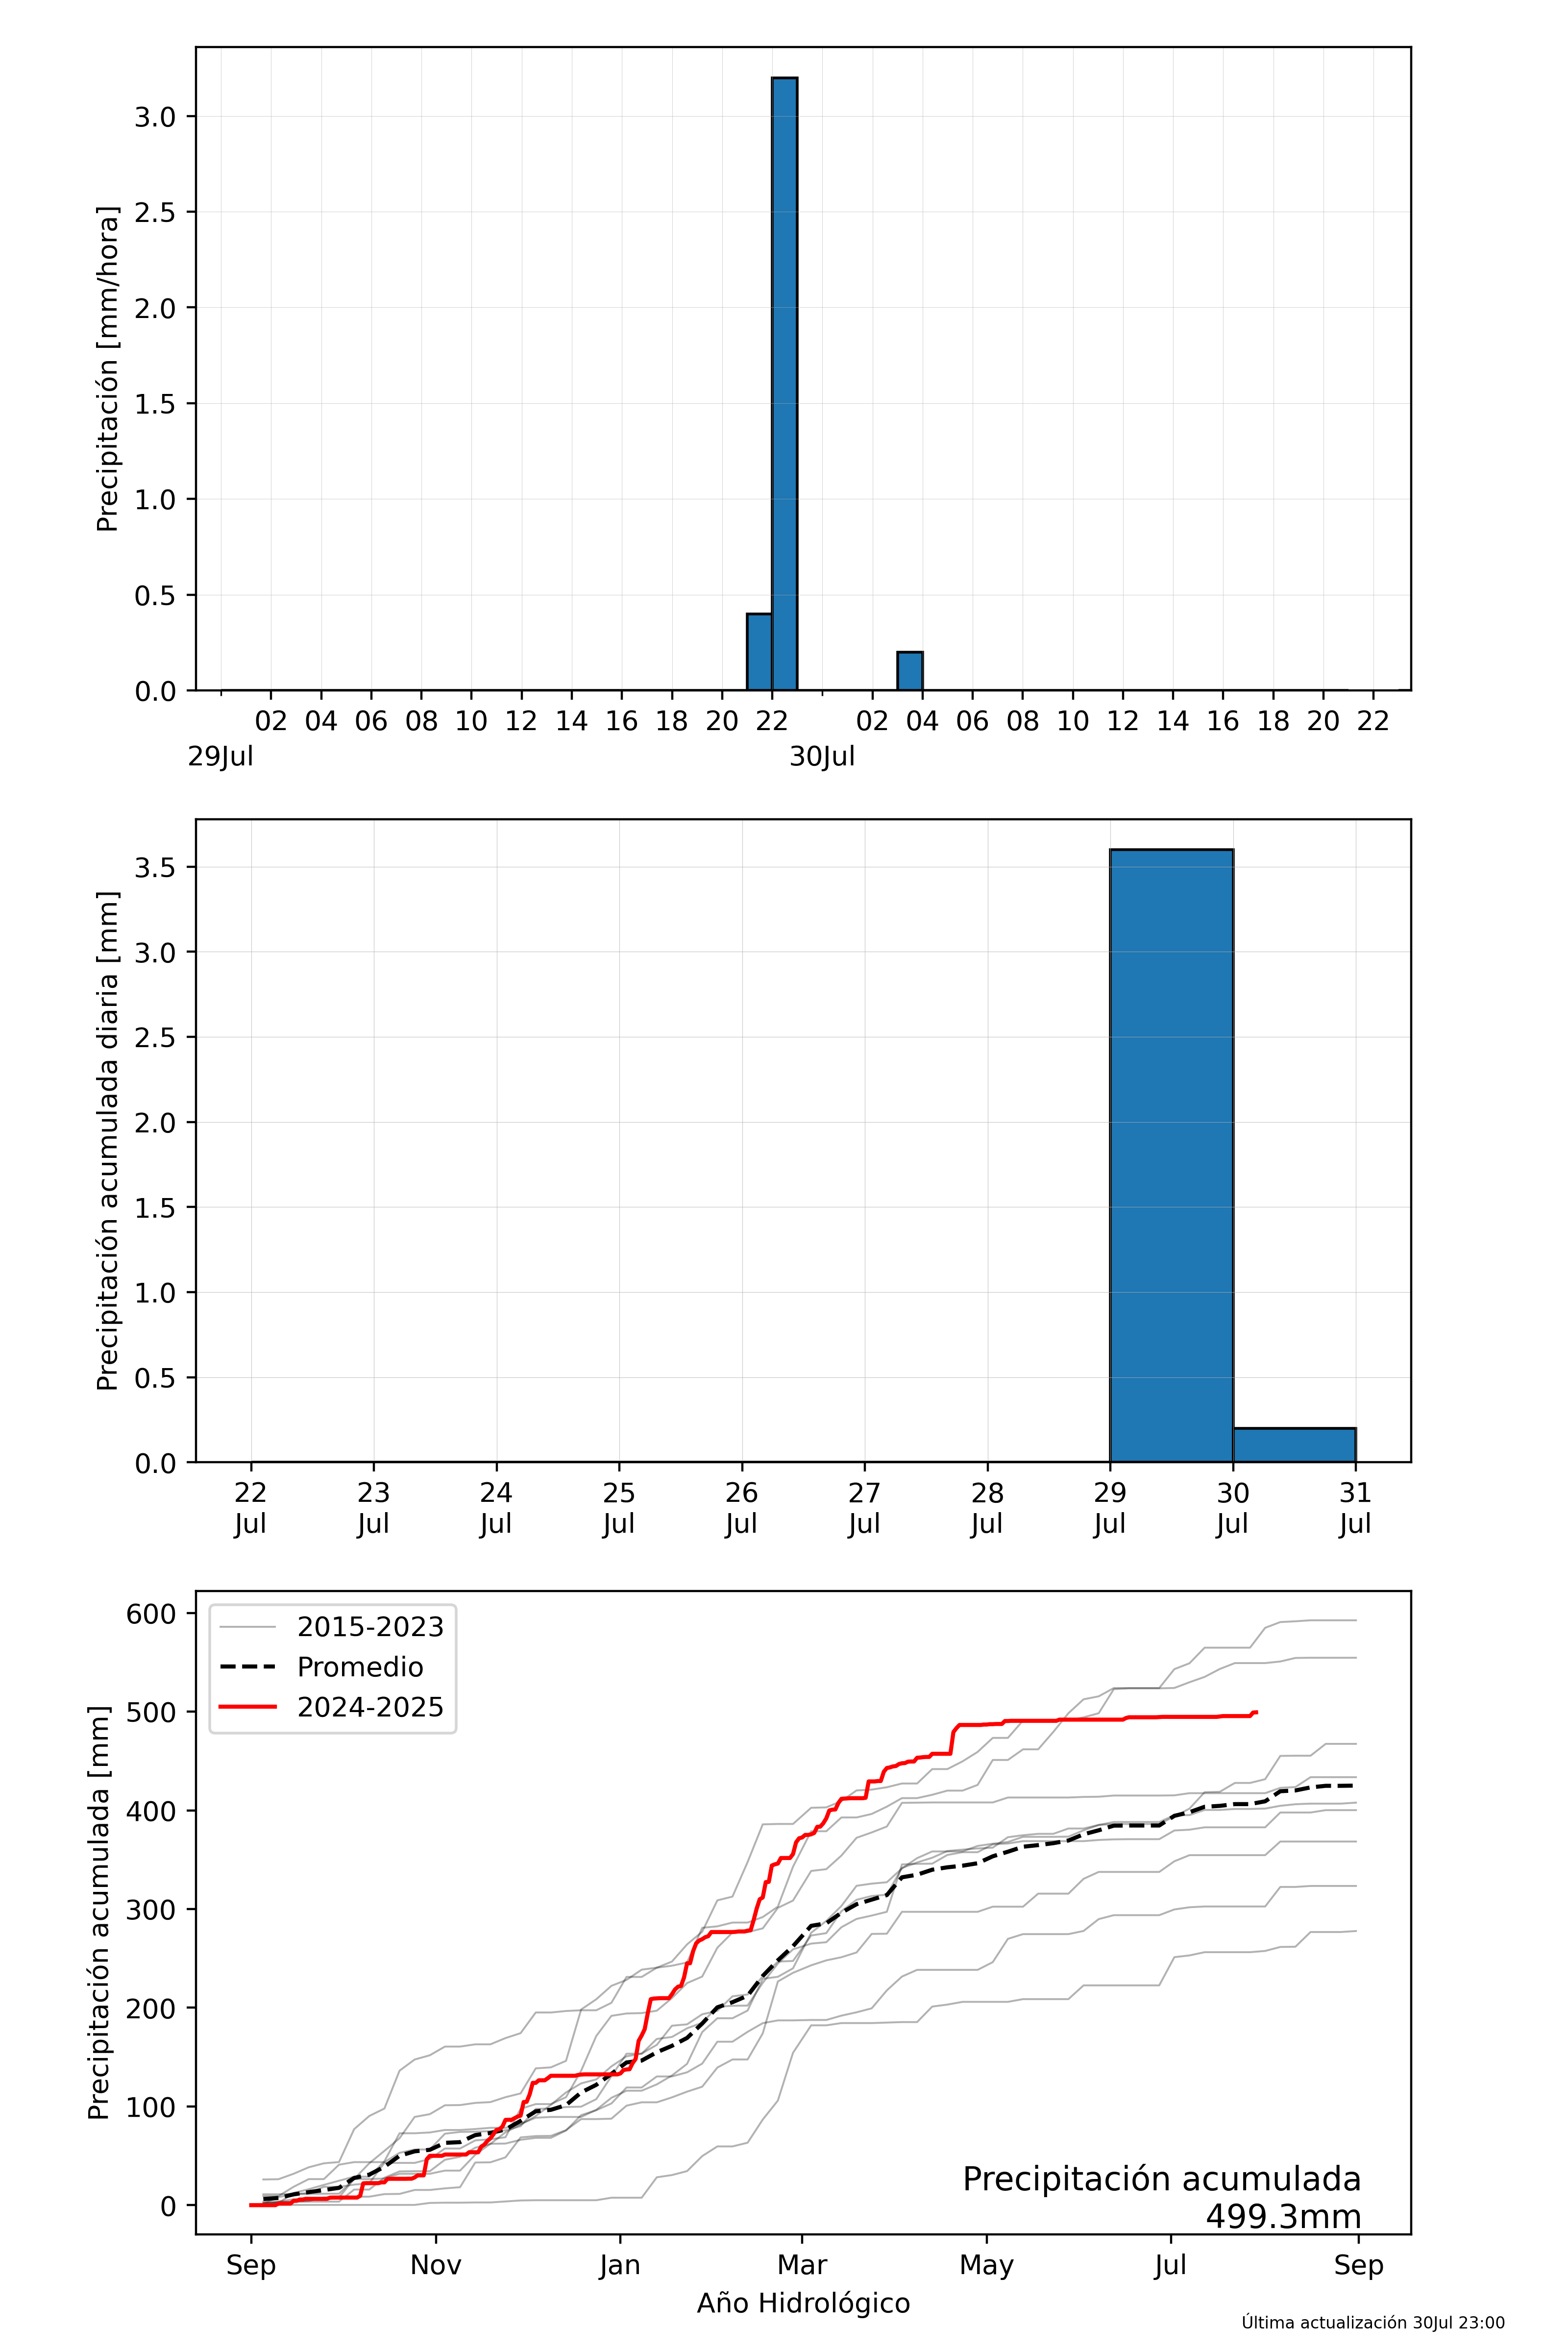 Precipitación [mm/hora]
3.0
2.5
2.0
1.5
1.0
0.5
0.0
02 04 06 08 10 12 14 16 18 20 22 02 04 06 08 10 12 14 16 18 20 22
29Jul 30Jul
Precipitación acumulada diaria [mm]
3.5
3.0
2.5
2.0
1.5
1.0
0.5
0.0
22 23 24 25 26 27 28 29 30 31
Jul Jul Jul Jul Jul Jul Jul Jul Jul Jul
Precipitación acumulada [mm]
600
500
400
300
200
100
0
2015-2023
Promedio
2024-2025
Precipitación acumulada
499.3mm
Sep Nov Jan Mar May Jul Sep
Año Hidrológico
Última actualización 30Jul 23:00